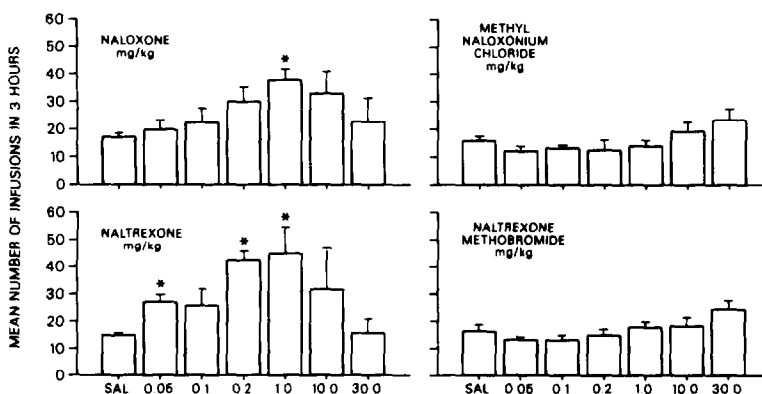 MEAN NUMBER OF INFUSIONS IN 3 HOURS
60
50
40
30
20
10
0
NALOXONE
mg/kg
*
METHYL
NALOXONIUM
CHLORIDE
mg/kg
60
50
40
30
20
10
0
NALTREXONE
mg/kg
*
*
*
SAL 0.05 0.1 0.2 1.0 10.0 30.0
NALTREXONE
METHOBROMIDE
mg/kg
SAL 0.05 0.1 0.2 1.0 10.0 30.0